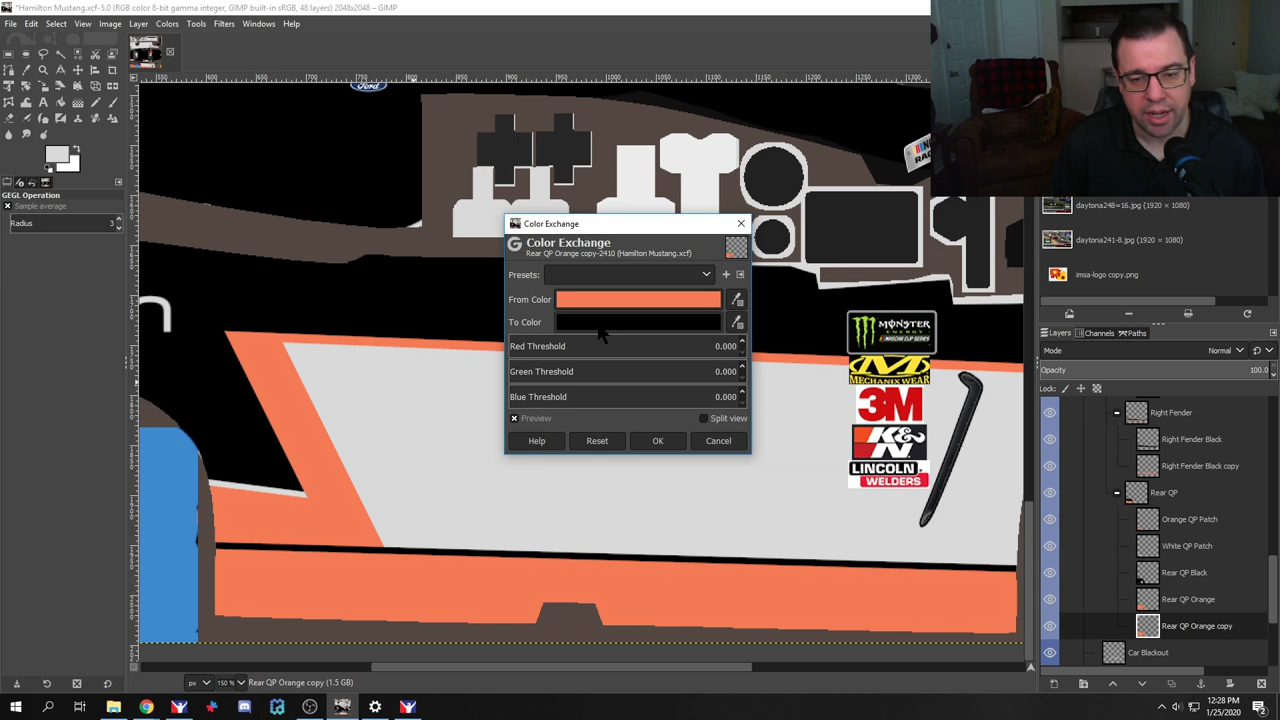 *Hamilton Mustang.xcf-5.0 (RGB color 8-bit gamma integer, GIMP built-in sRGB, 48 layers) 2048x2048 – GIMP
File Edit Select View Image Layer Colors Tools Filters Windows Help
GEGL Operation
Sample average
Radius 3
Ford
Color Exchange
Color Exchange
Rear QP Orange copy-2410 (Hamilton Mustang.xcf)
Presets:
From Color
To Color
Red Threshold 0.000
Green Threshold 0.000
Blue Threshold 0.000
Preview Split view
Help Reset OK Cancel
MONSTER
ENERGY
NASCAR CUP SERIES
MECHANIX WEAR
3M
K&N
LINCOLN
WELDERS
daytona248=16.jpg (1920 × 1080)
daytona241-8.jpg (1920 × 1080)
imsa-logo copy.png
Layers Channels Paths
Mode Normal
Opacity 100.0
Lock:
Right Fender
Right Fender Black
Right Fender Black copy
Rear QP
Orange QP Patch
White QP Patch
Rear QP Black
Rear QP Orange
Rear QP Orange copy
Car Blackout
px 150 % Rear QP Orange copy (1.5 GB)
12:28 PM
1/25/2020